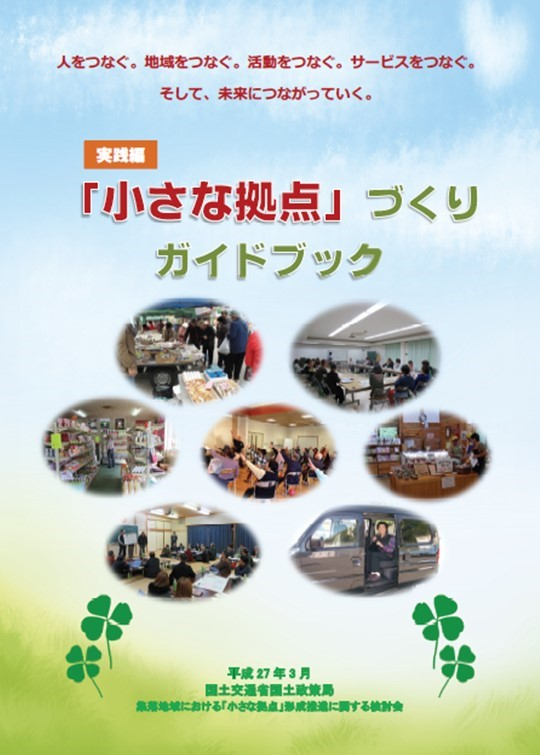 人をつなぐ。地域をつなぐ。活動をつなぐ。サービスをつなぐ。
そして、未来につながっていく。
実践編
「小さな拠点」づくり
ガイドブック
平成27年3月
国土交通省国土政策局
集落地域における「小さな拠点」形成推進に関する検討会